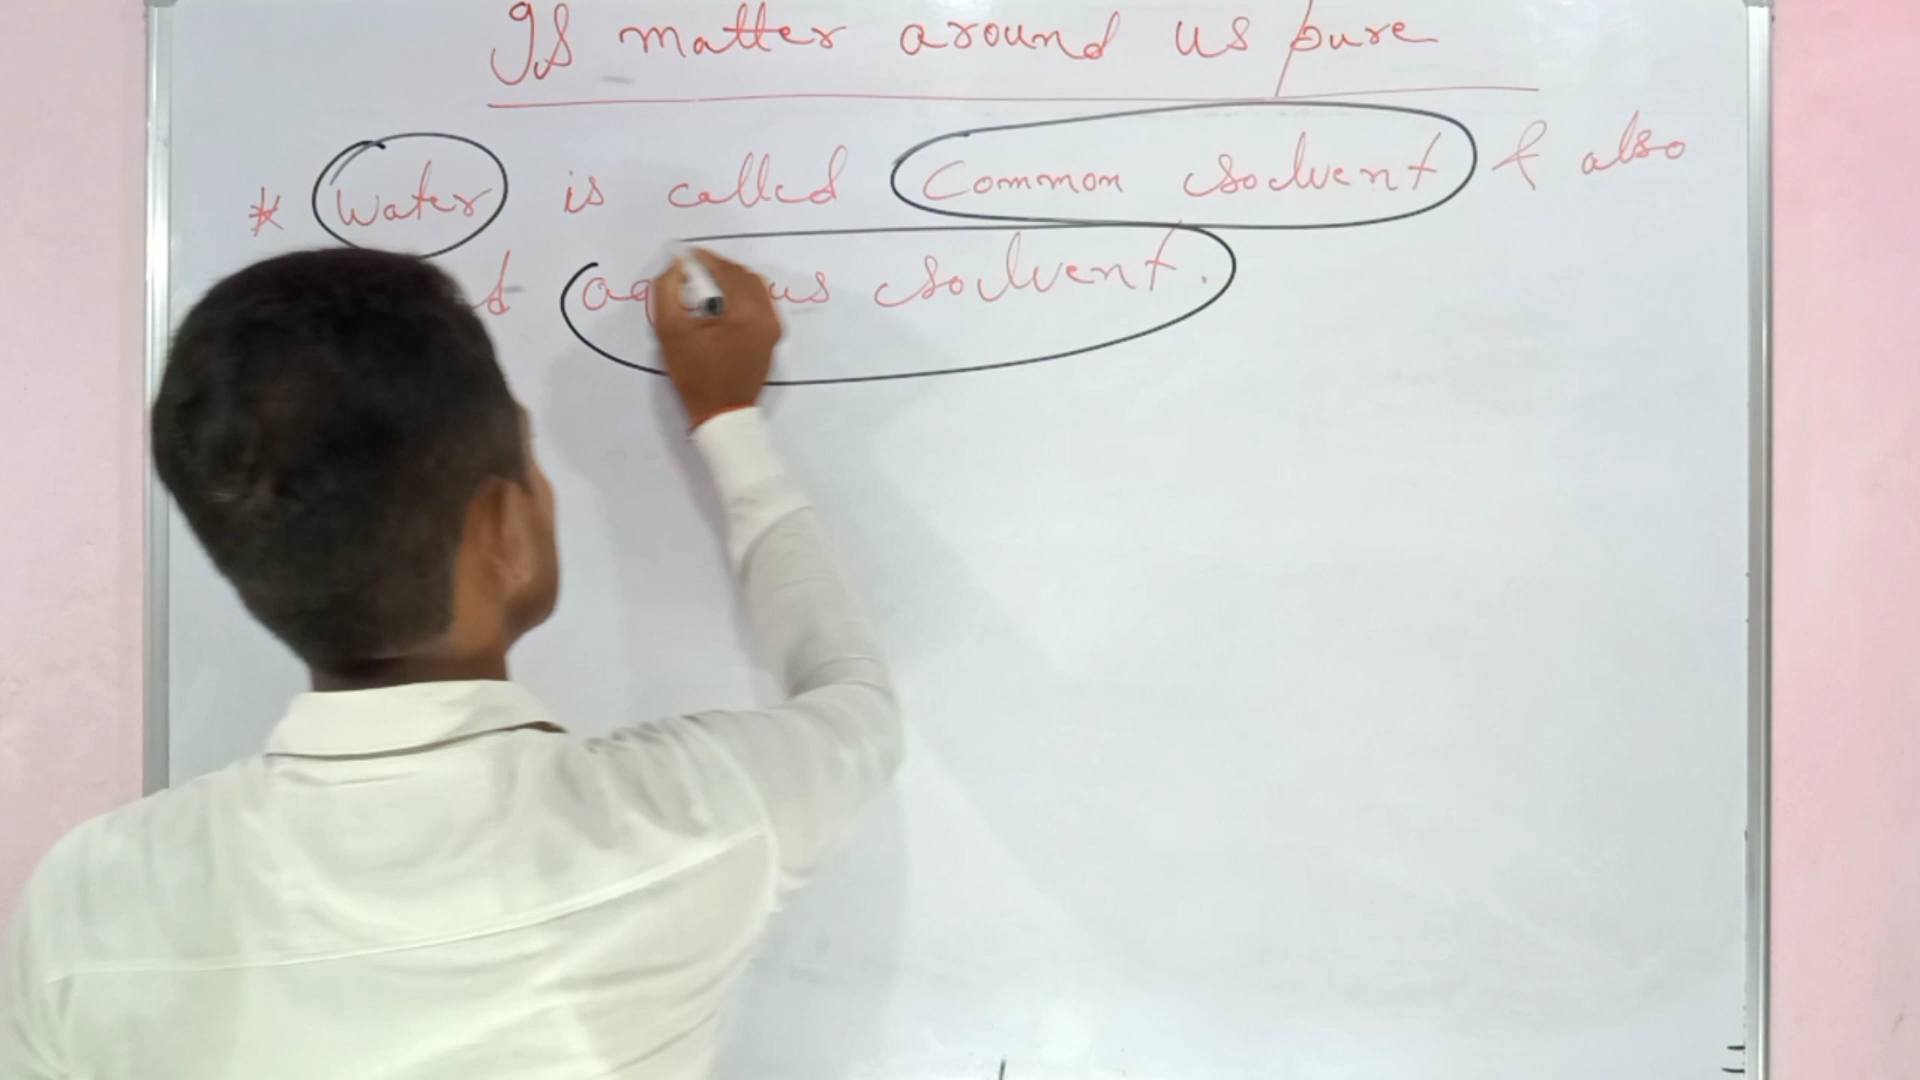 Is matter around us pure
* Water is called Common solvent & also
solvent.